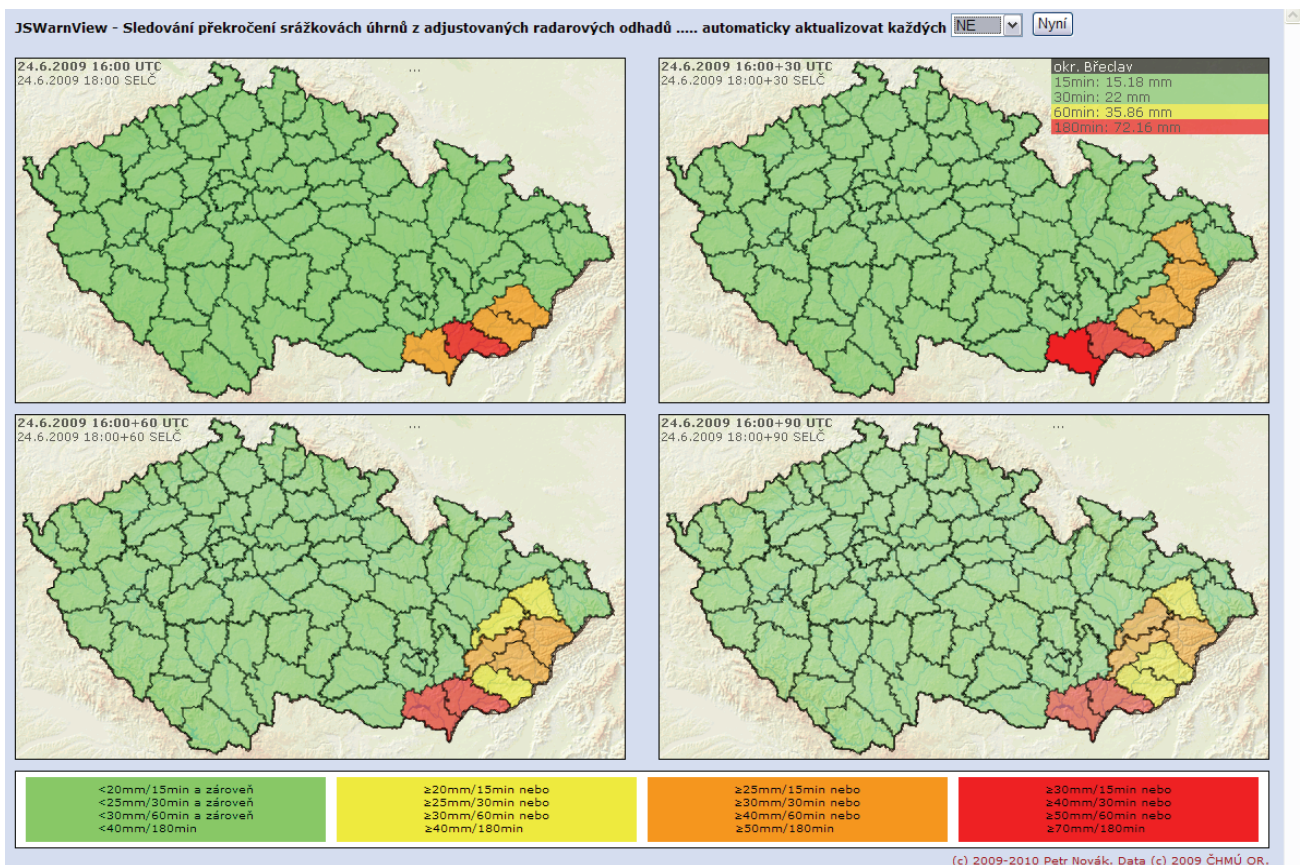 JSWarnView - Sledování překročení srážkovách úhrnů z adjustovaných radarových odhadů ..... automaticky aktualizovat každých NE Nyní
24.6.2009 16:00 UTC
24.6.2009 18:00 SELČ
...
24.6.2009 16:00+30 UTC
24.6.2009 18:00+30 SELČ
okr. Břeclav
15min: 15.18 mm
30min: 22 mm
60min: 35.86 mm
180min: 72.16 mm
24.6.2009 16:00+60 UTC
24.6.2009 18:00+60 SELČ
...
24.6.2009 16:00+90 UTC
24.6.2009 18:00+90 SELČ
...
<20mm/15min a zároveň
<25mm/30min a zároveň
<30mm/60min a zároveň
<40mm/180min
≥20mm/15min nebo
≥25mm/30min nebo
≥30mm/60min nebo
≥40mm/180min
≥25mm/15min nebo
≥30mm/30min nebo
≥40mm/60min nebo
≥50mm/180min
≥30mm/15min nebo
≥40mm/30min nebo
≥50mm/60min nebo
≥70mm/180min
(c) 2009-2010 Petr Novák. Data (c) 2009 ČHMÚ OR.